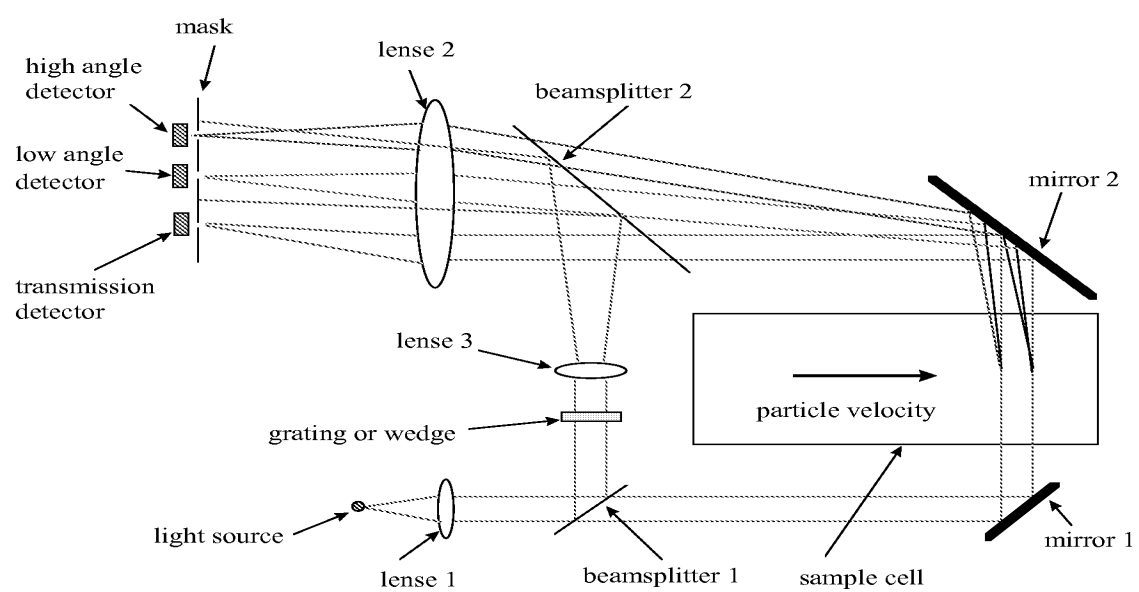 mask
lense 2
high angle
detector
beamsplitter 2
low angle
detector
mirror 2
transmission
detector
lense 3
particle velocity
grating or wedge
light source
mirror 1
lense 1
beamsplitter 1
sample cell